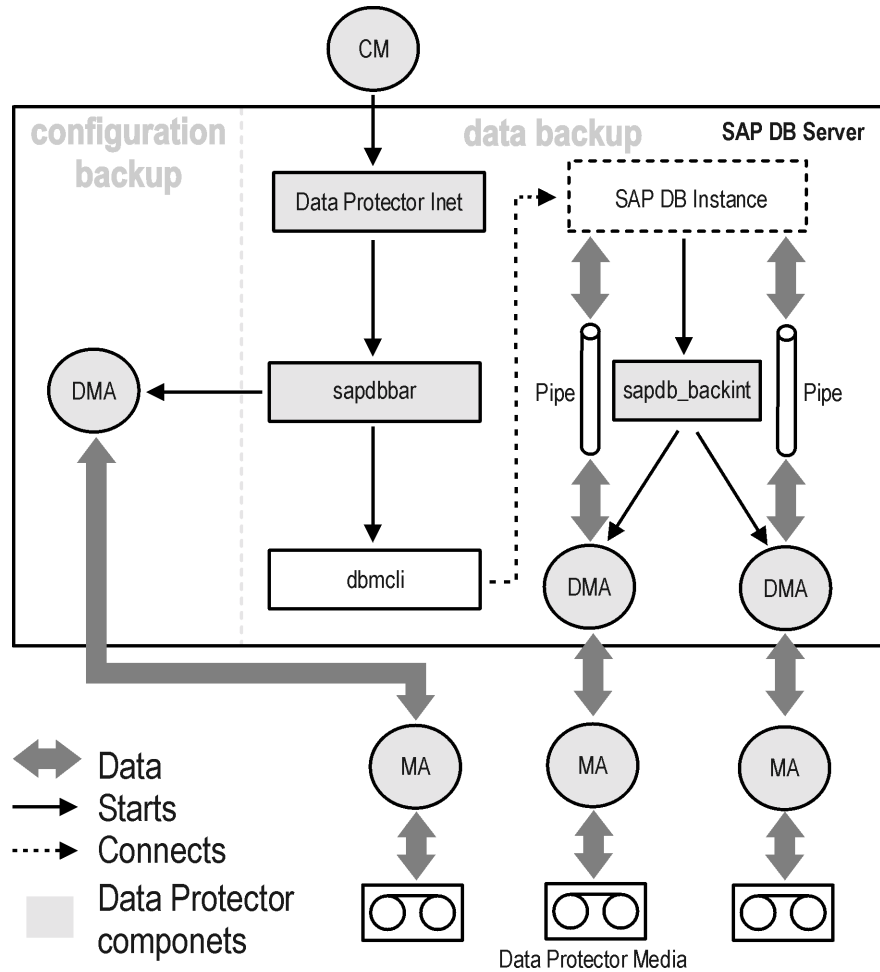 CM
configuration
backup
data backup
SAP DB Server
Data Protector Inet
SAP DB Instance
DMA
sapdbbar
Pipe
sapdb_backint
Pipe
dbmcli
DMA
DMA
MA
MA
MA
Data
Starts
Connects
Data Protector
componets
Data Protector Media